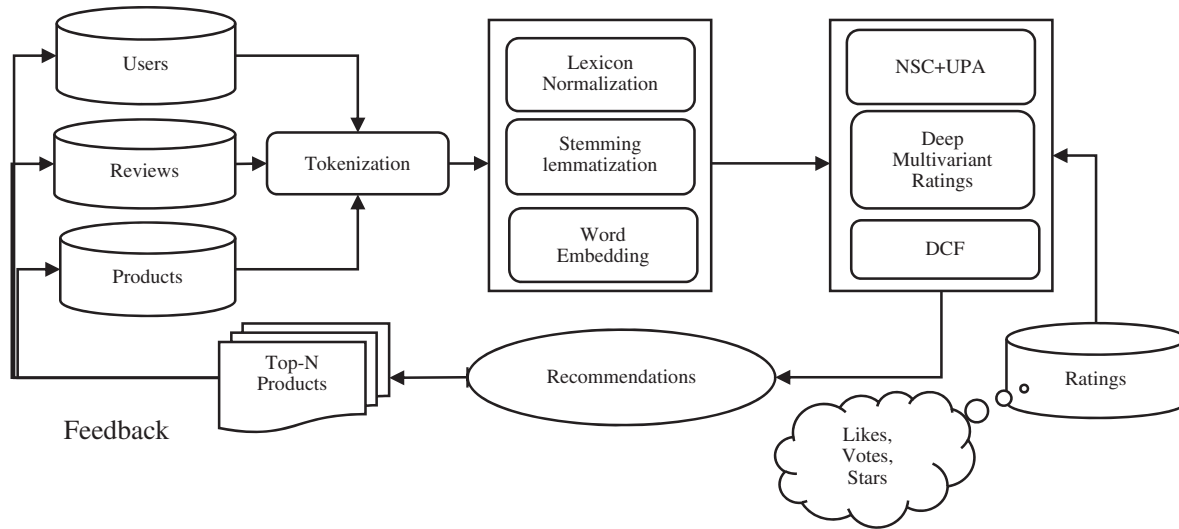 Users
Reviews
Products
Tokenization
Lexicon
Normalization
Stemming
lemmatization
Word
Embedding
NSC+UPA
Deep
Multivariant
Ratings
DCF
Top-N
Products
Recommendations
Ratings
Feedback
Likes,
Votes,
Stars